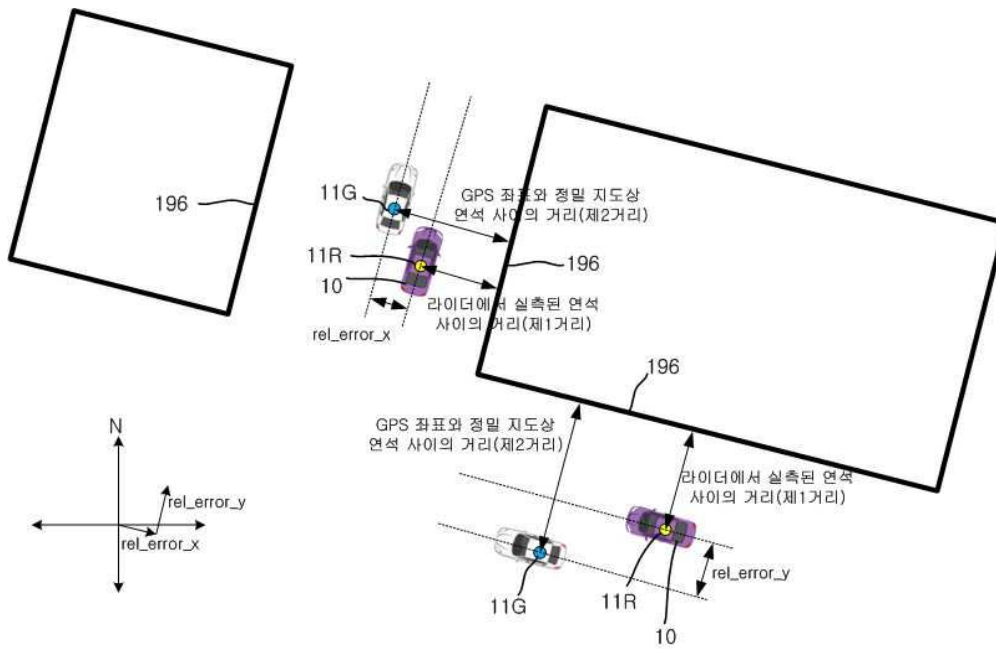 196
11G
GPS 좌표와 정밀 지도상
연석 사이의 거리(제2거리)
11R
10
196
라이더에서 실측된 연석
사이의 거리(제1거리)
rel_error_x
196
GPS 좌표와 정밀 지도상
연석 사이의 거리(제2거리)
N
라이더에서 실측된 연석
사이의 거리(제1거리)
rel_error_y
rel_error_x
rel_error_y
11G
11R
10